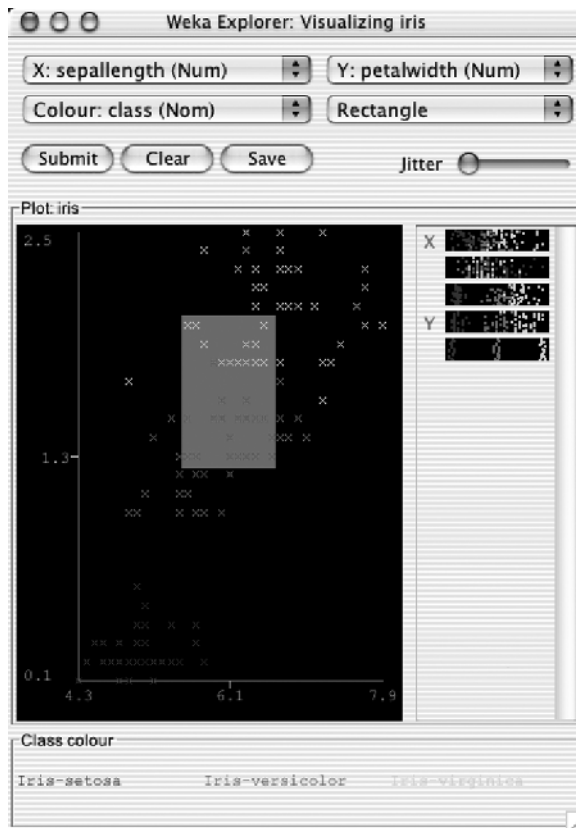 Weka Explorer: Visualizing iris
X: sepallength (Num)
Y: petalwidth (Num)
Colour: class (Nom)
Rectangle
Submit
Clear
Save
Jitter
Plot: iris
2.5
1.3
0.1
4.3
6.1
7.9
X
Y
Class colour
Iris-setosa
Iris-versicolor
Iris-virginica